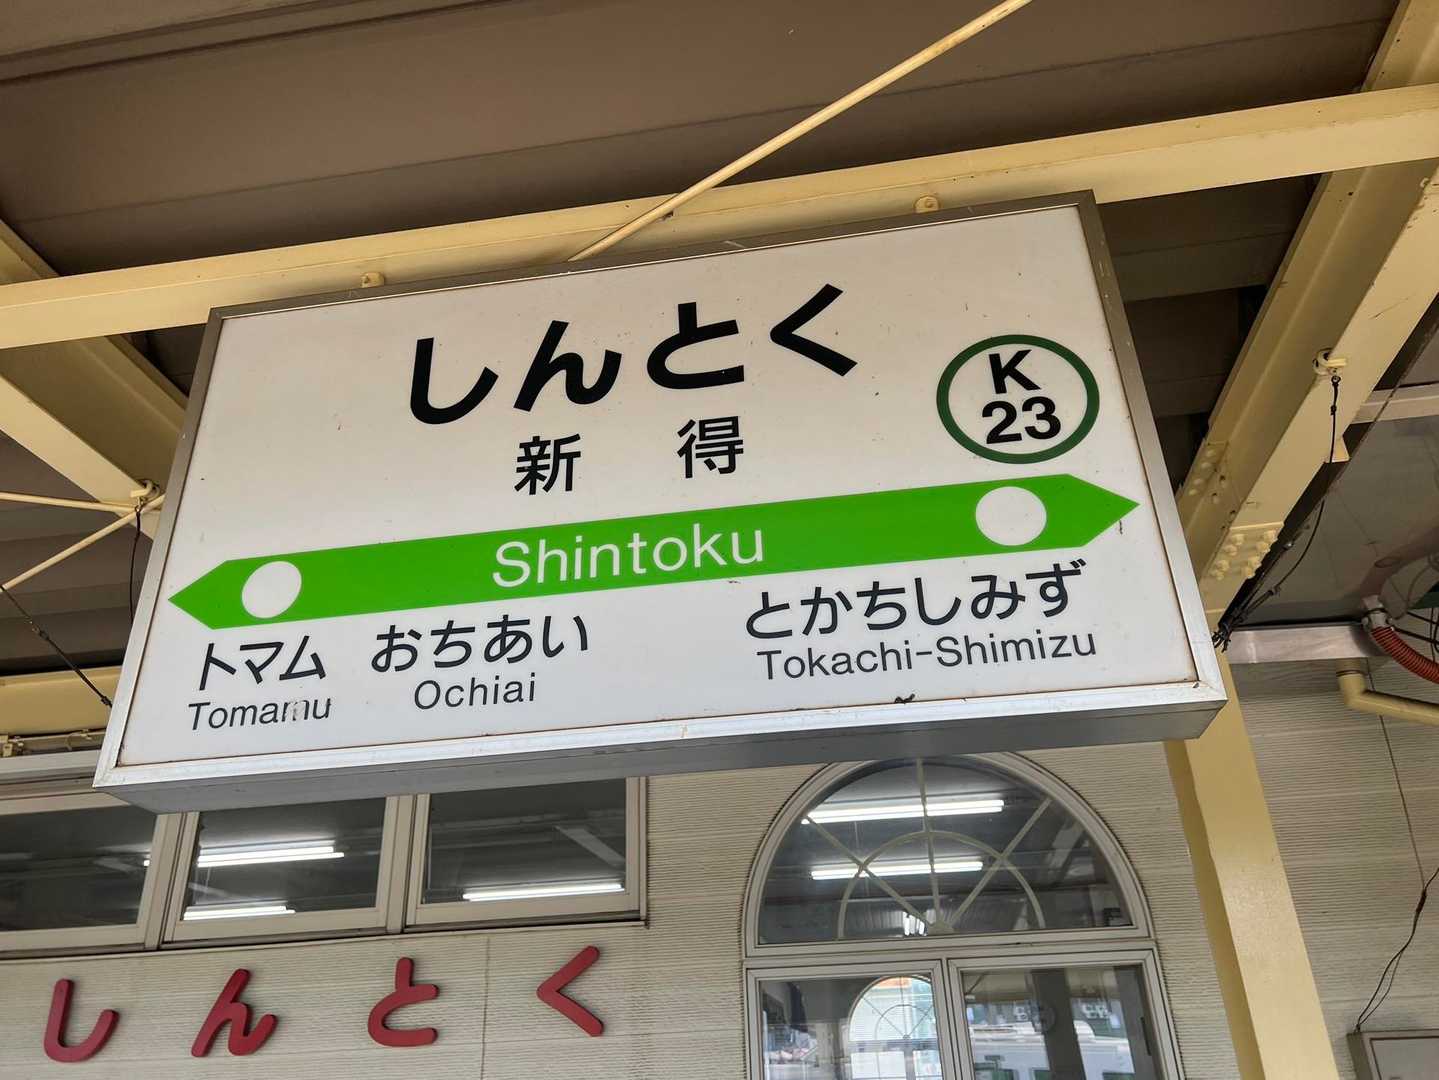 しんとく
新得
K
23
Shintoku
トマム おちあい とかちしみず
Tomamu Ochiai Tokachi-Shimizu
しんとく